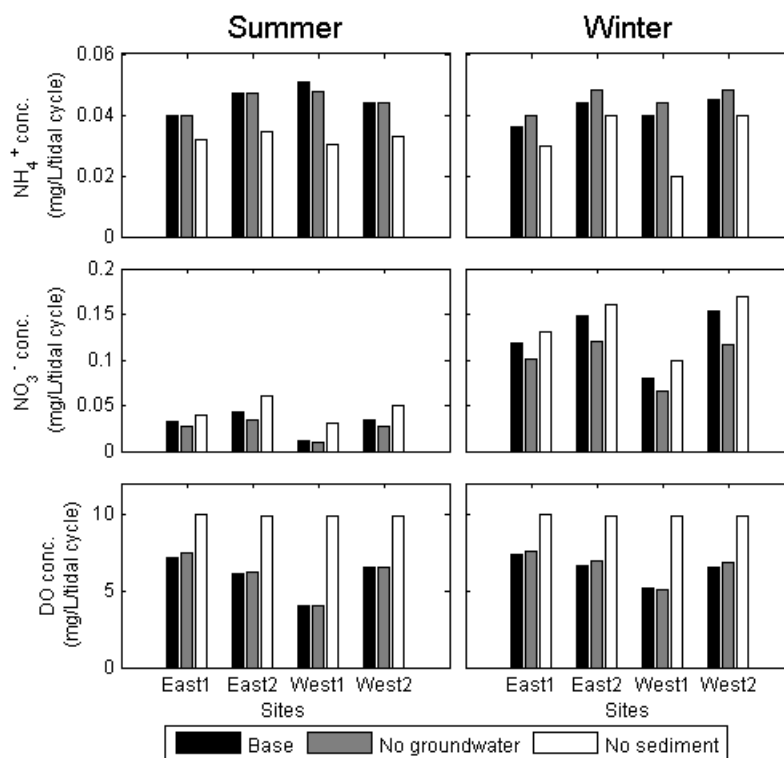 Summer Winter
NH4+ conc.
(mg/L/tidal cycle)
0.06
0.04
0.02
0
NO3- conc.
(mg/L/tidal cycle)
0.2
0.15
0.1
0.05
0
DO conc.
(mg/L/tidal cycle)
10
5
0
East1 East2 West1 West2 East1 East2 West1 West2
Sites Sites
Base No groundwater No sediment